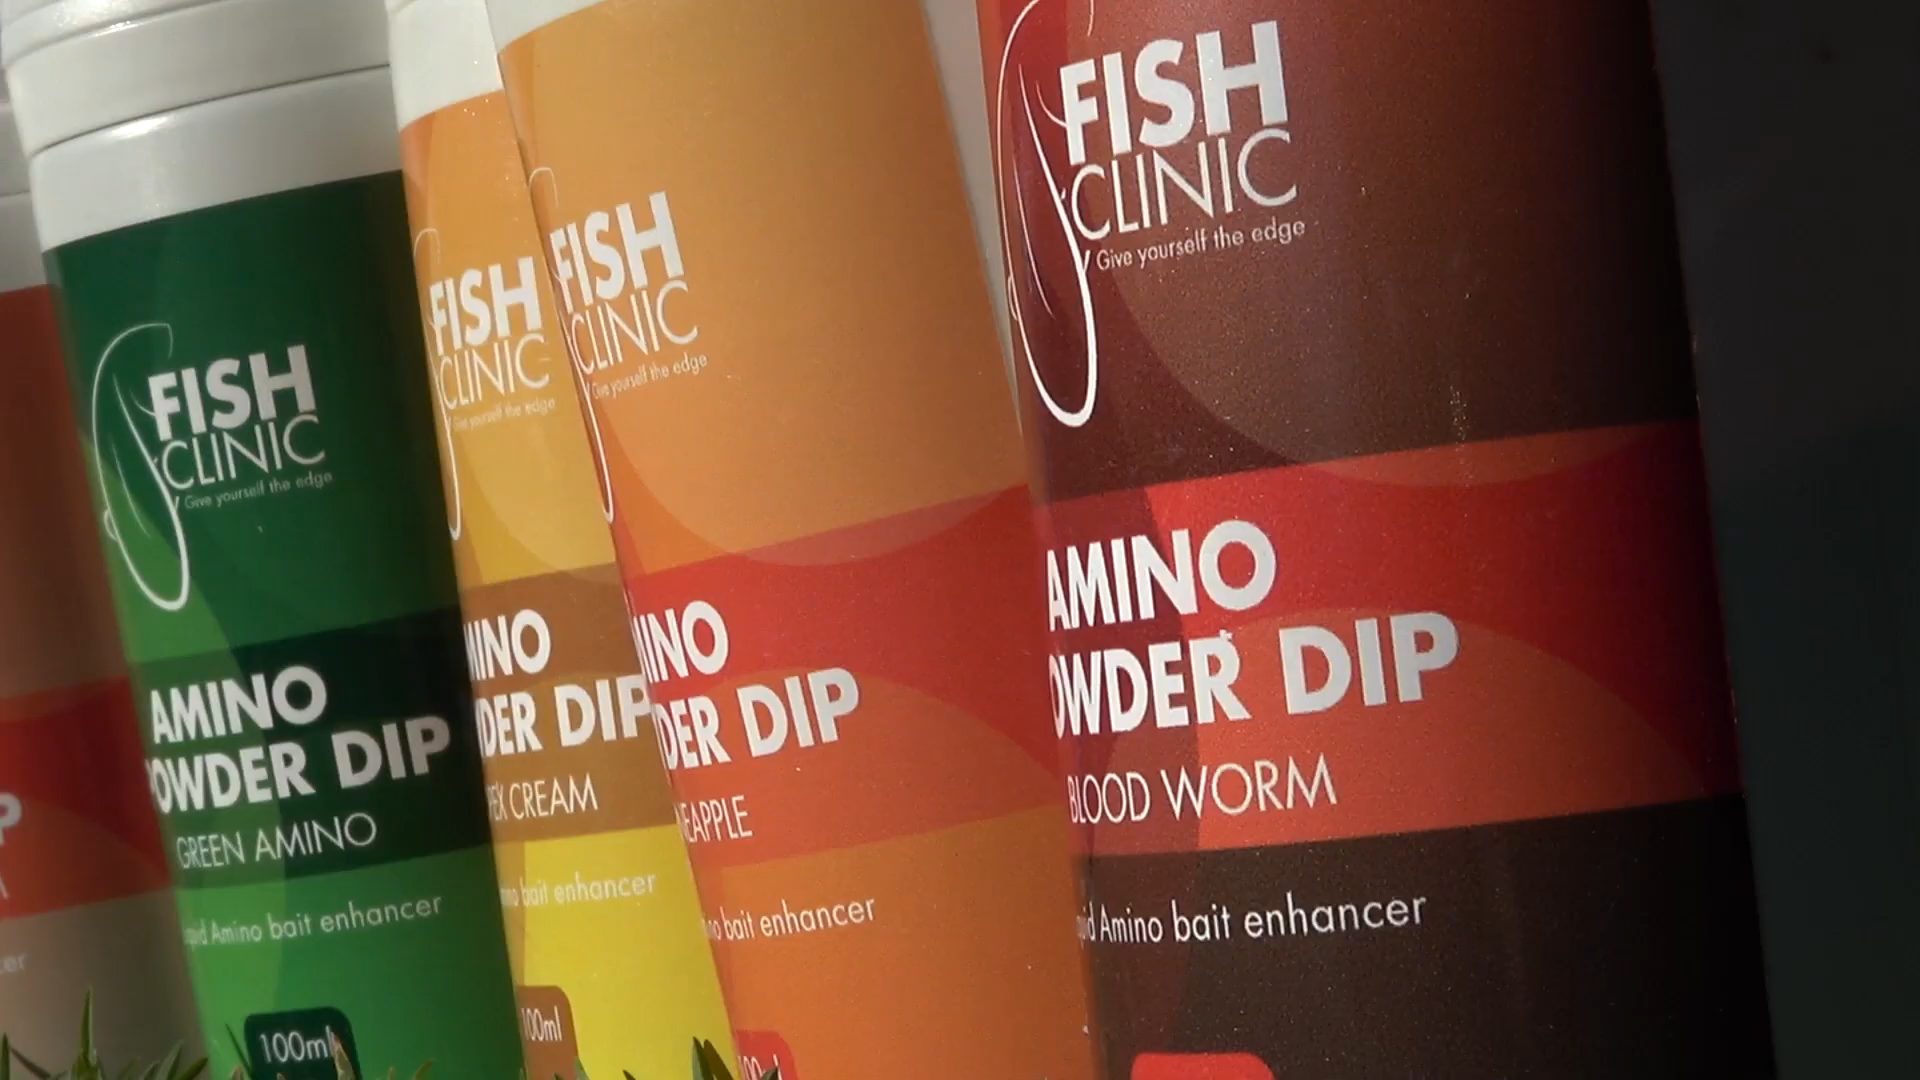 FISH
CLINIC
Give yourself the edge
AMINO
OWDER DIP
GREEN AMINO
Amino bait enhancer
100ml
FISH
CLINIC
Give yourself the edge
MINO
DER DIP
CREAM
bait enhancer
100ml
FISH
CLINIC
Give yourself the edge
INO
DER DIP
EAPPLE
bait enhancer
FISH
CLINIC
Give yourself the edge
AMINO
OWDER DIP
BLOOD WORM
Amino bait enhancer